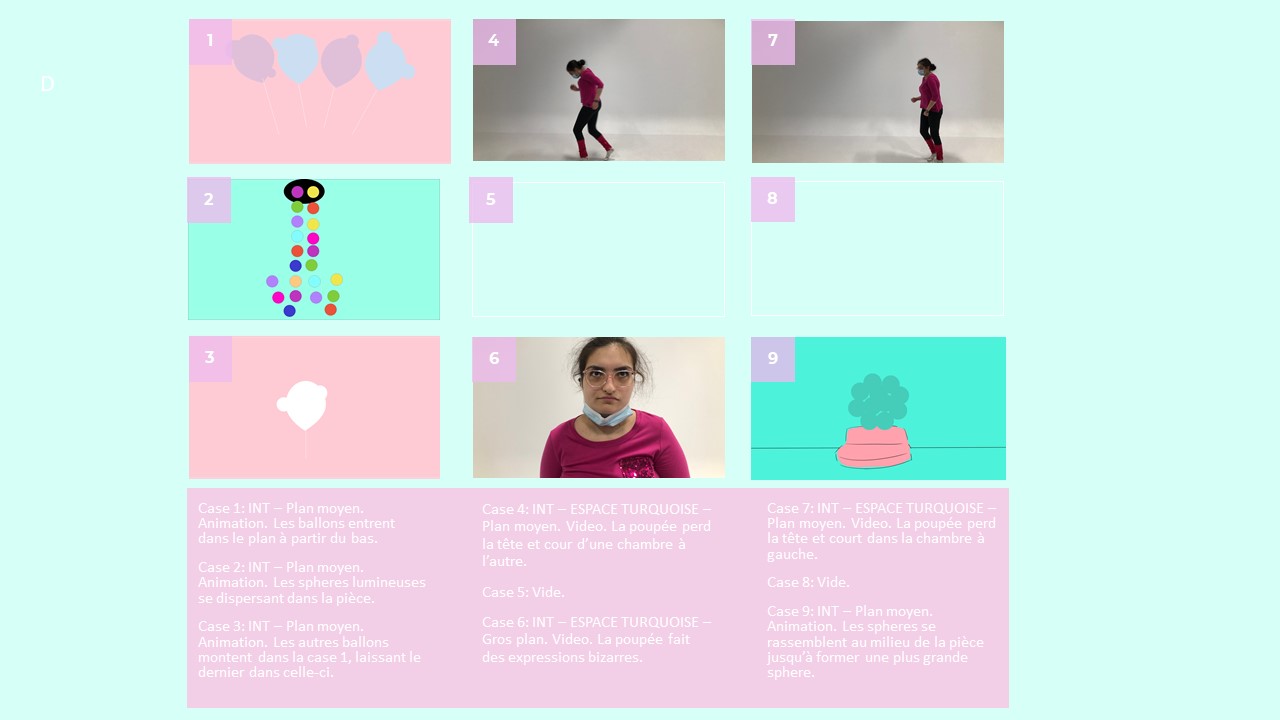 D
1
4
7
2
5
8
3
6
9
Case 1: INT – Plan moyen.
Animation. Les ballons entrent
dans le plan à partir du bas.
Case 2: INT – Plan moyen.
Animation. Les spheres lumineuses
se dispersant dans la pièce.
Case 3: INT – Plan moyen.
Animation. Les autres ballons
montent dans la case 1, laissant le
dernier dans celle-ci.
Case 4: INT – ESPACE TURQUOISE –
Plan moyen. Video. La poupée perd
la tête et cour d’une chambre à
l’autre.
Case 5: Vide.
Case 6: INT – ESPACE TURQUOISE –
Gros plan. Video. La poupée fait
des expressions bizarres.
Case 7: INT – ESPACE TURQUOISE –
Plan moyen. Video. La poupée perd
la tête et court dans la chambre à
gauche.
Case 8: Vide.
Case 9: INT – Plan moyen.
Animation. Les spheres se
rassemblent au milieu de la pièce
jusqu’à former une plus grande
sphere.